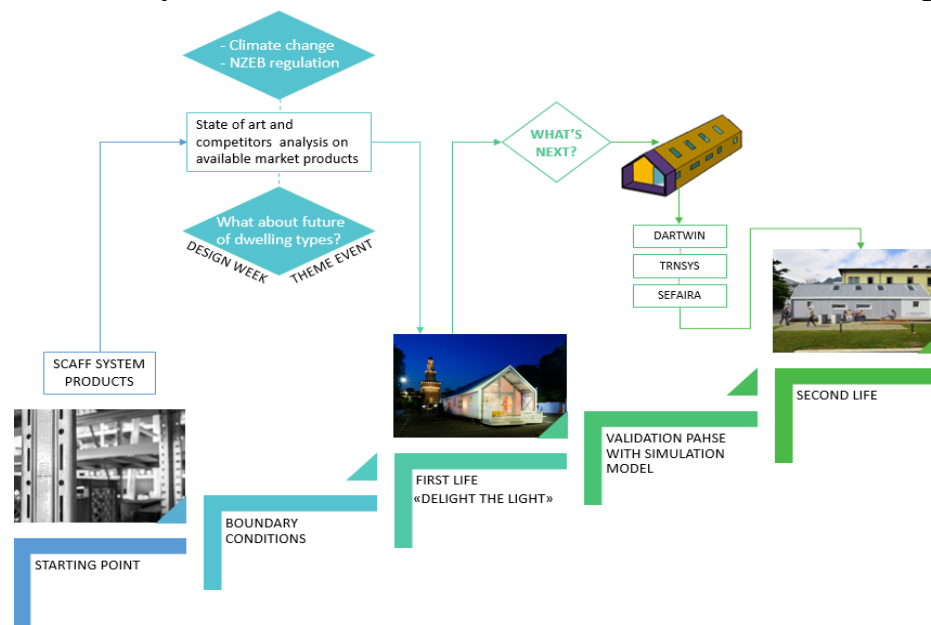 - Climate change
- NZEB regulation
State of art and
competitors analysis on
available market products
What about future
of dwelling types?
DESIGN WEEK
THEME EVENT
WHAT'S
NEXT?
DARTWIN
TRNSYS
SEFAIRA
SCAFF SYSTEM
PRODUCTS
STARTING POINT
BOUNDARY
CONDITIONS
FIRST LIFE
«DELIGHT THE LIGHT»
VALIDATION PAHSE
WITH SIMULATION
MODEL
SECOND LIFE